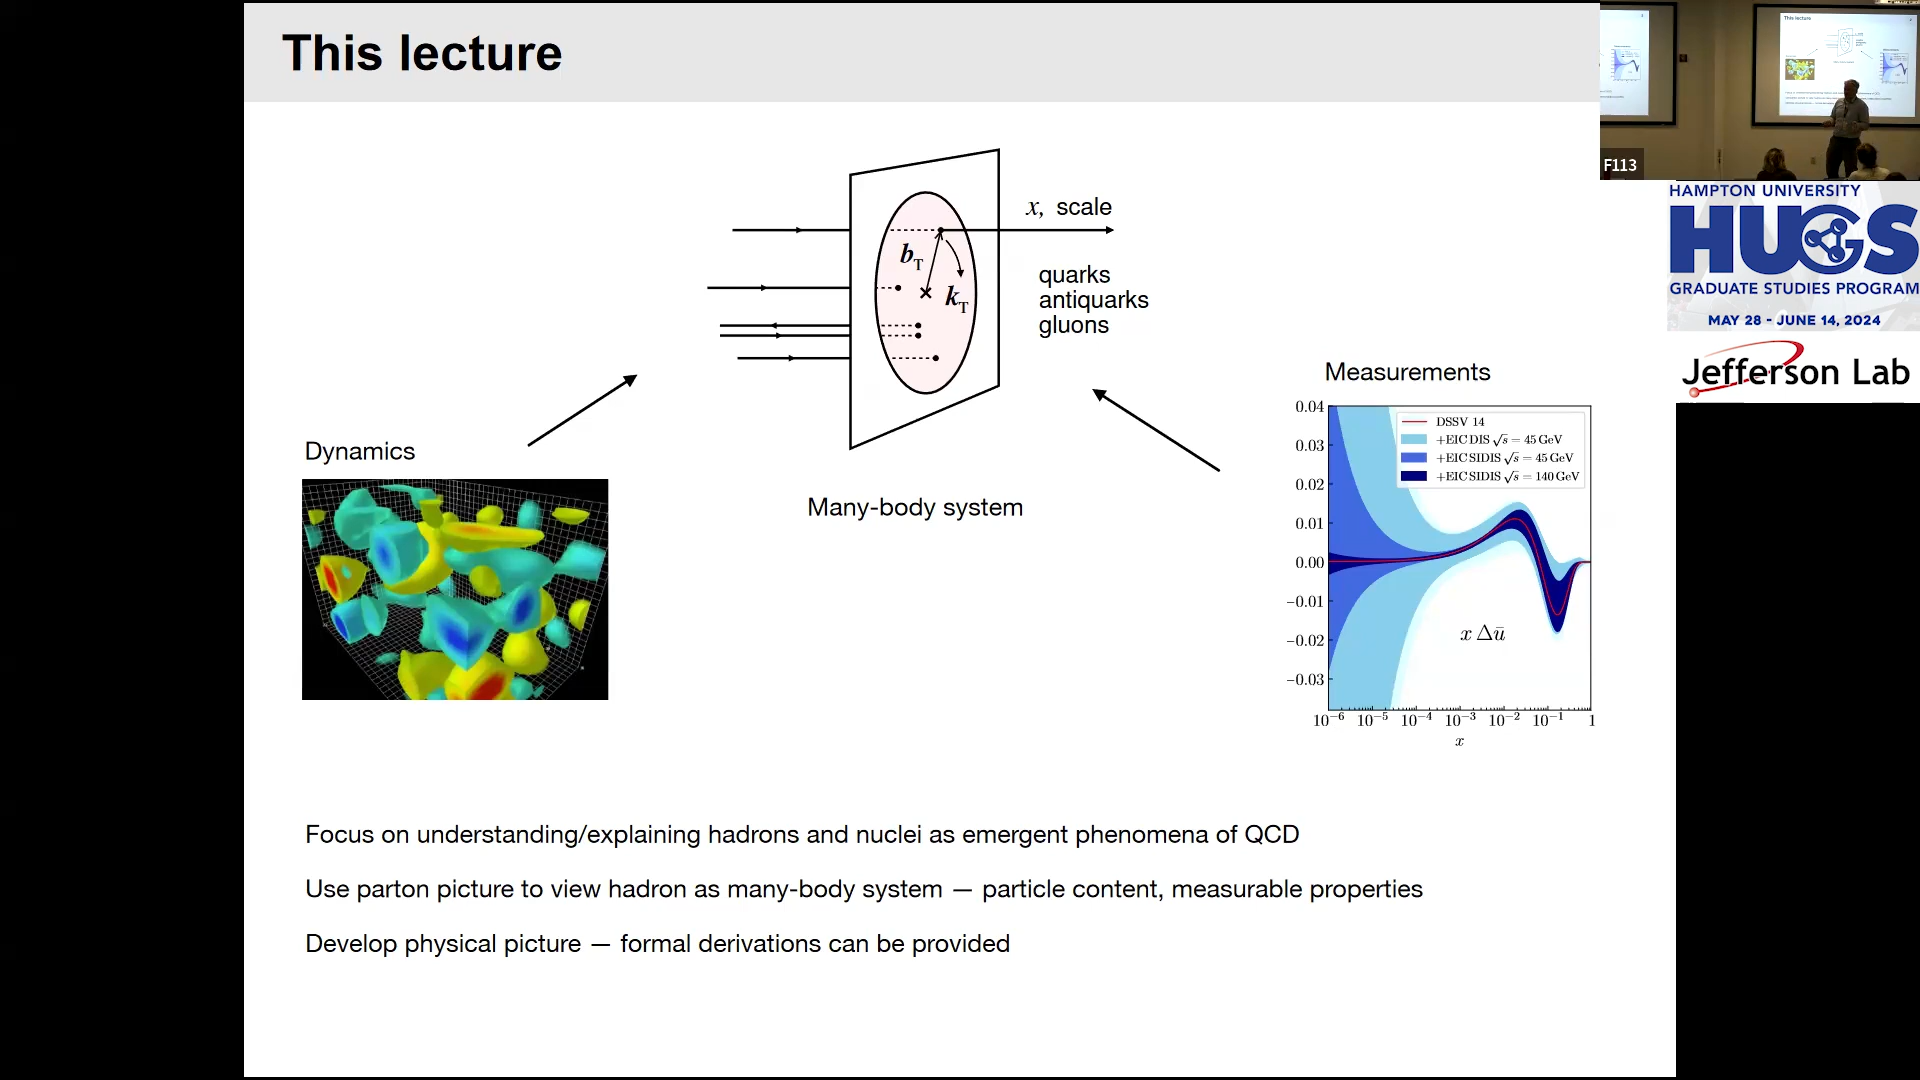 This lecture
x, scale
b_T
k_T
quarks
antiquarks
gluons
Many-body system
Dynamics
Measurements
0.04
0.03
0.02
0.01
0.00
−0.01
−0.02
−0.03
DSSV 14
+EIC DIS √s = 45 GeV
+EIC SIDIS √s = 45 GeV
+EIC SIDIS √s = 140 GeV
x Δū
10⁻⁶ 10⁻⁵ 10⁻⁴ 10⁻³ 10⁻² 10⁻¹ 1
x
Focus on understanding/explaining hadrons and nuclei as emergent phenomena of QCD
Use parton picture to view hadron as many-body system — particle content, measurable properties
Develop physical picture — formal derivations can be provided
This lecture
F113
HAMPTON UNIVERSITY
HUGS
GRADUATE STUDIES PROGRAM
MAY 28 - JUNE 14, 2024
Jefferson Lab